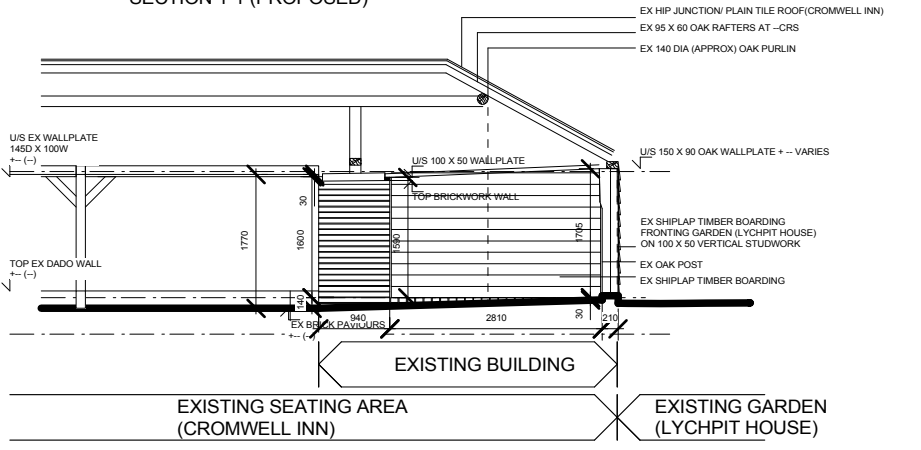 SECTION 1-1 (PROPOSED)
EX HIP JUNCTION/ PLAIN TILE ROOF(CROMWELL INN)
EX 95 X 60 OAK RAFTERS AT --CRS
EX 140 DIA (APPROX) OAK PURLIN
U/S EX WALLPLATE
145D X 100W
+-- (--)
U/S 100 X 50 WALLPLATE
U/S 150 X 90 OAK WALLPLATE + -- VARIES
TOP BRICKWORK WALL
30
1770
1600
1590
1705
EX SHIPLAP TIMBER BOARDING
FRONTING GARDEN (LYCHPIT HOUSE)
ON 100 X 50 VERTICAL STUDWORK
EX OAK POST
EX SHIPLAP TIMBER BOARDING
TOP EX DADO WALL
+-- (--)
140
30
EX BRICK PAVIOURS
+-- (--)
940
2810
210
EXISTING BUILDING
EXISTING SEATING AREA
(CROMWELL INN)
EXISTING GARDEN
(LYCHPIT HOUSE)